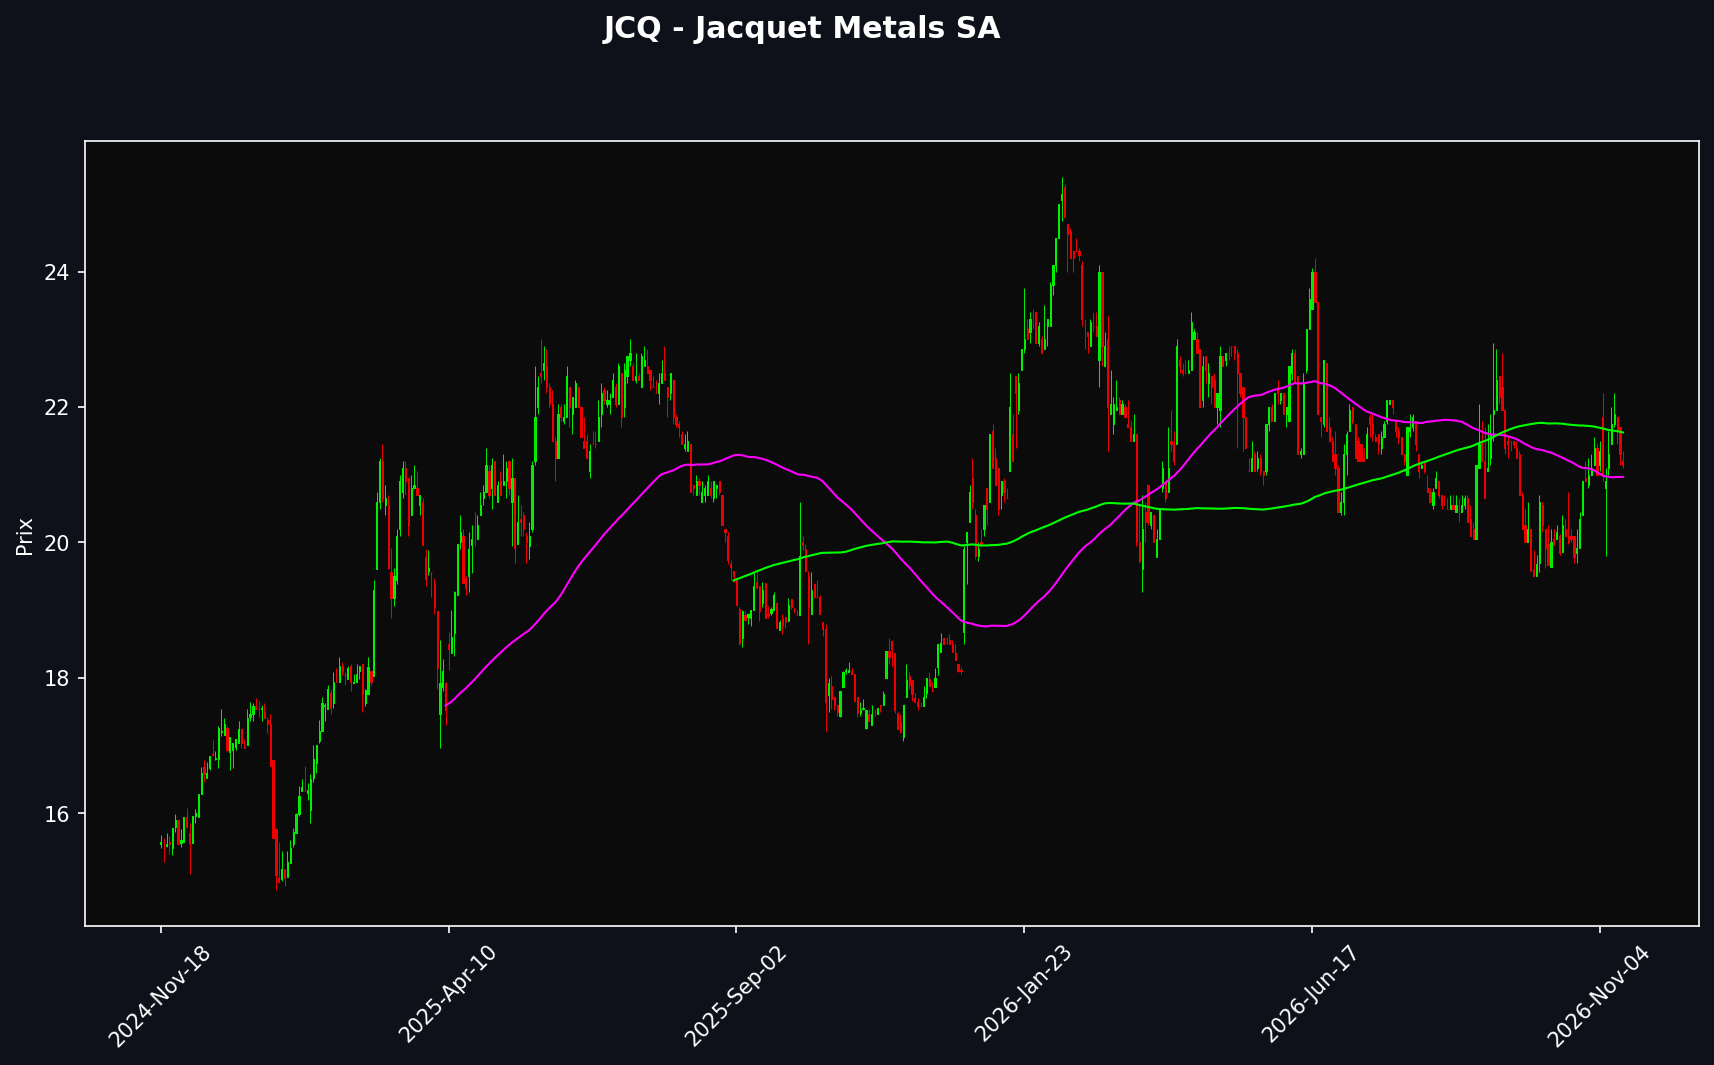 JCQ - Jacquet Metals SA
Prix
24
22
20
18
16
2024-Nov-18
2025-Apr-10
2025-Sep-02
2026-Jan-23
2026-Jun-17
2026-Nov-04